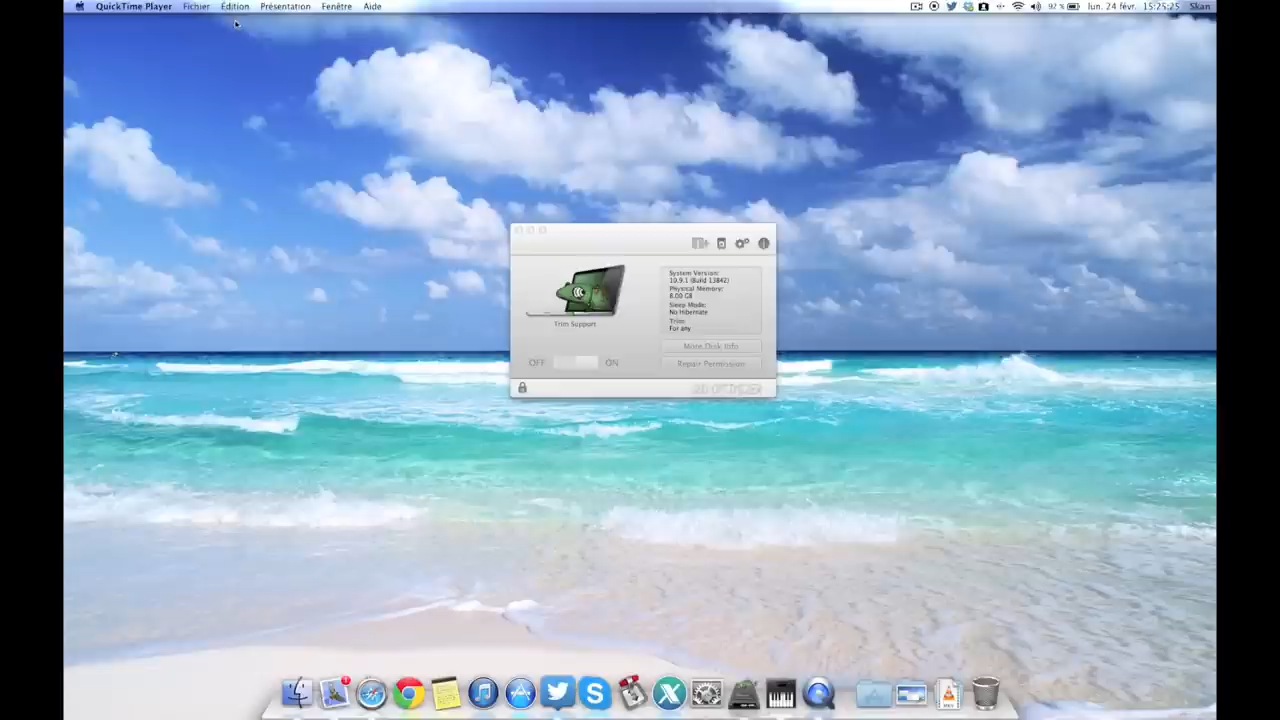 QuickTime Player Fichier Édition Présentation Fenêtre Aide 92 % lun. 24 févr. 15:25:25 Skan
System Version:
10.9.1 (Build 13B42)
Physical Memory:
8.00 GB
Sleep Mode:
No Hibernate
Trim:
For any
Trim Support
More Disk Info
OFF ON
Repair Permission